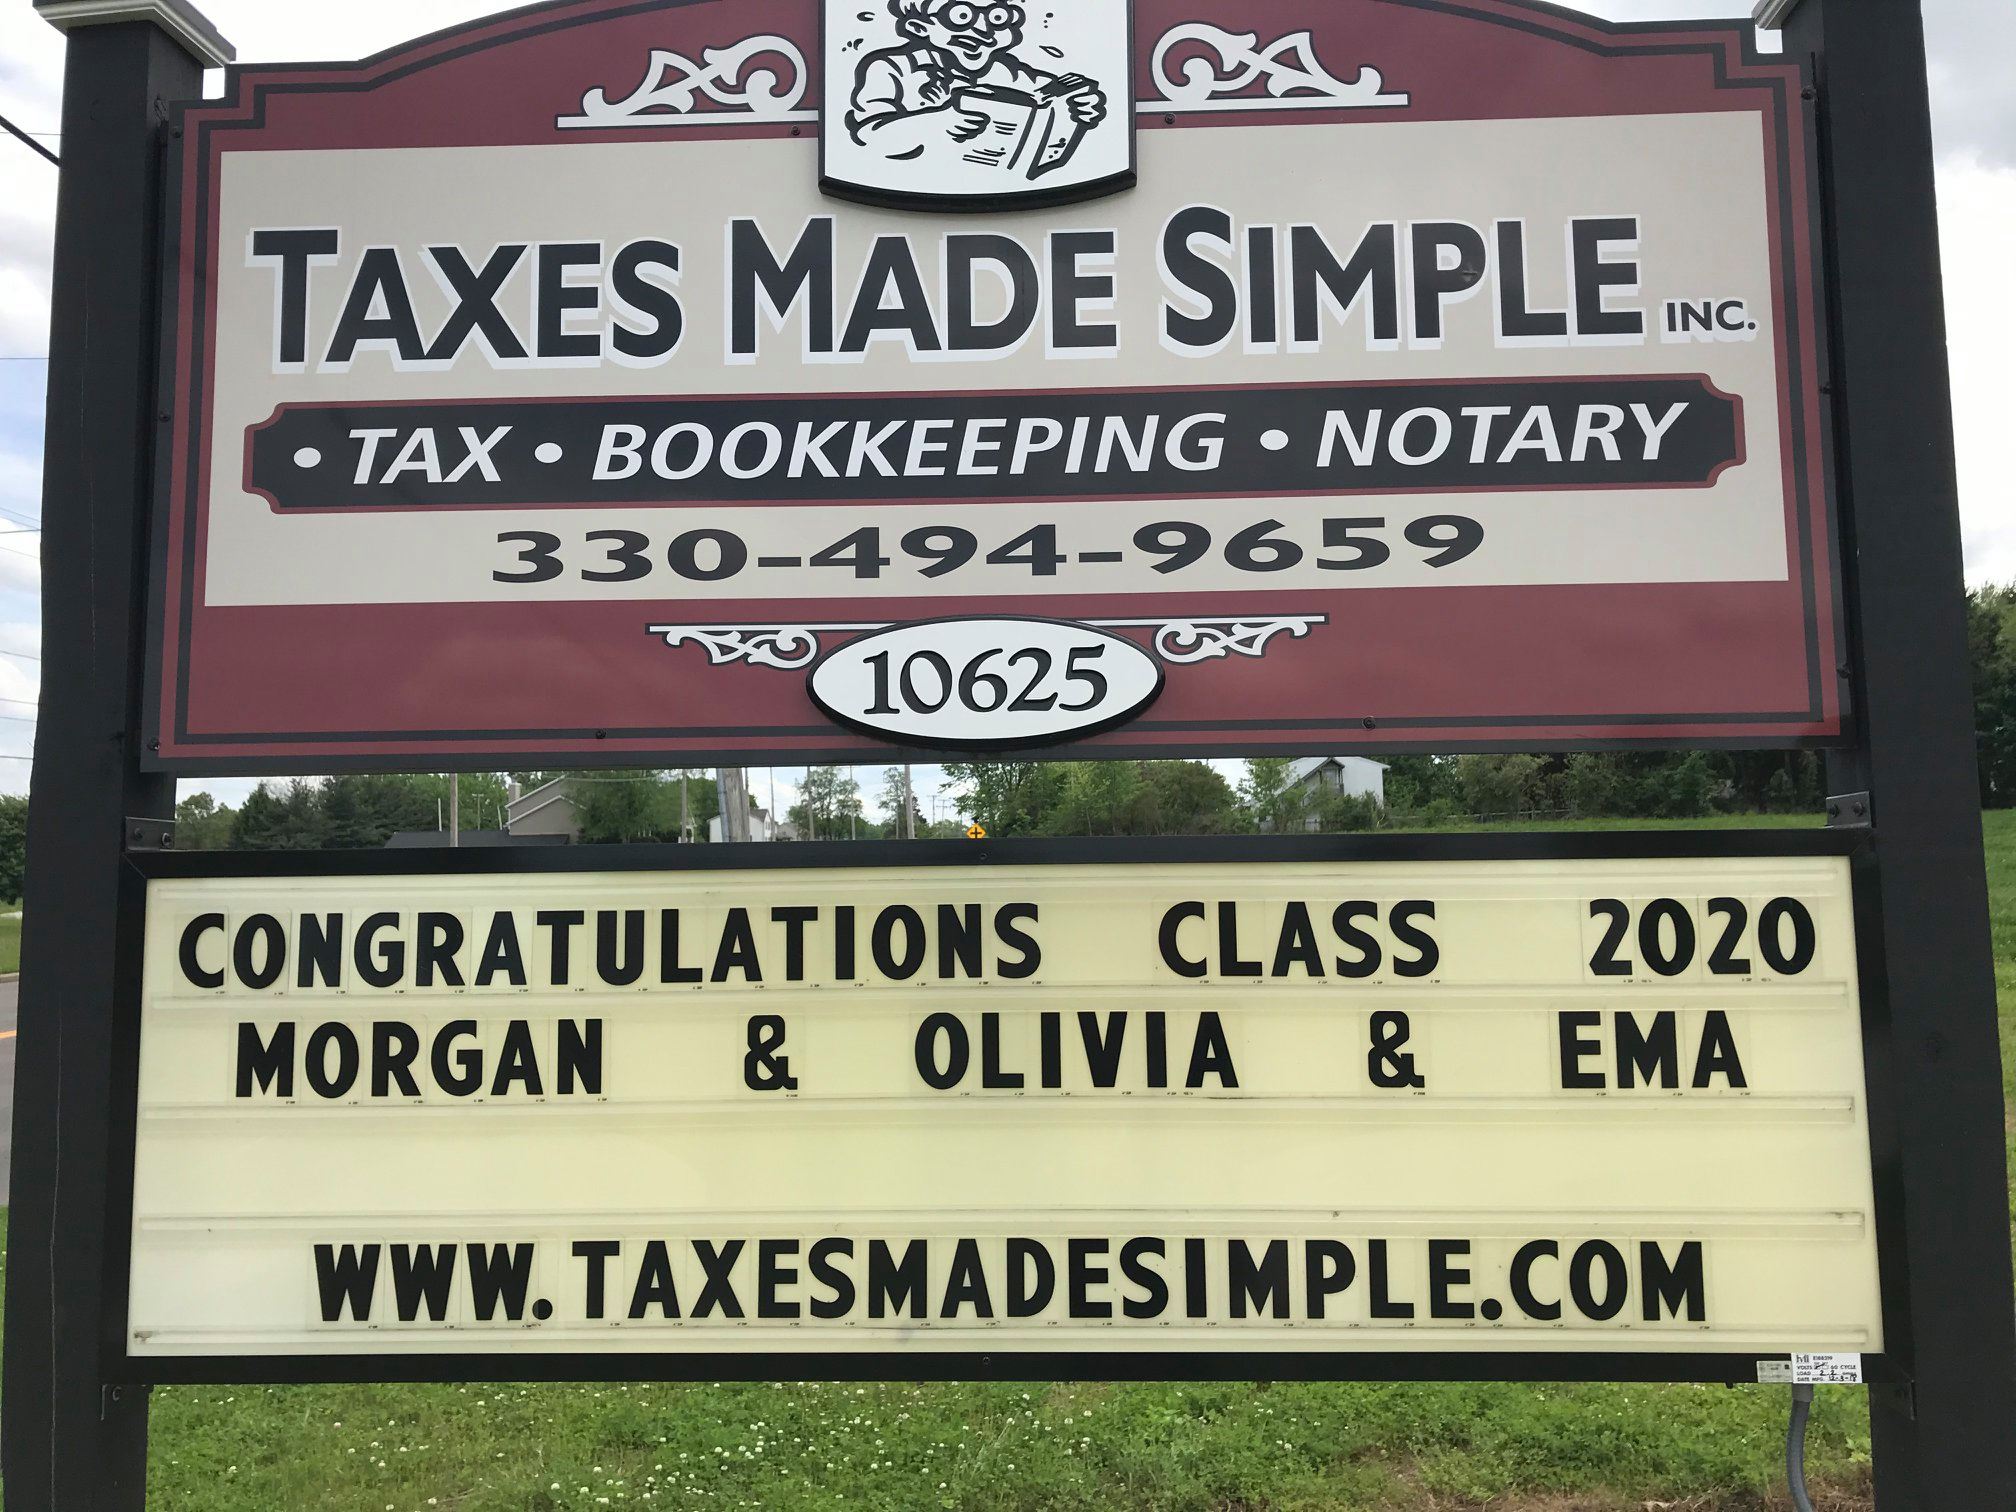 TAXES MADE SIMPLE INC.
• TAX • BOOKKEEPING • NOTARY
330-494-9659
10625
CONGRATULATIONS CLASS 2020
MORGAN & OLIVIA & EMA
WWW.TAXESMADESIMPLE.COM